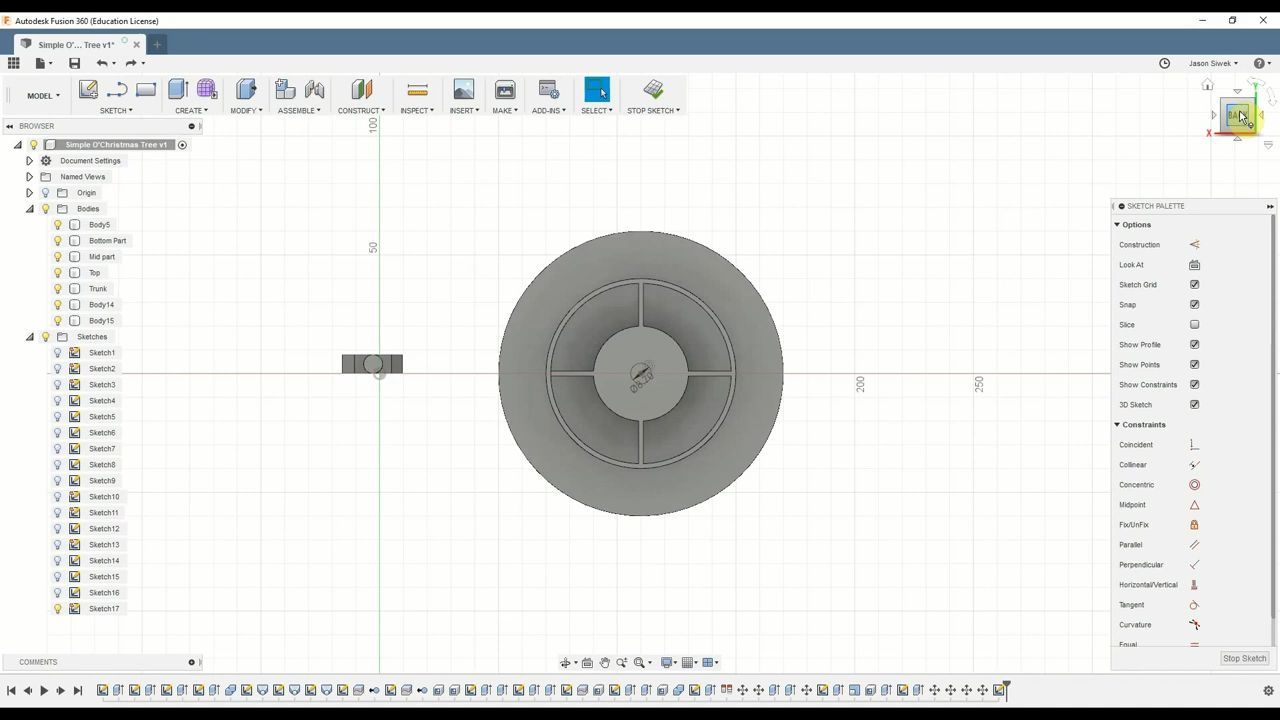 Autodesk Fusion 360 (Education License)
Simple O'... Tree v1*
Jason Siwek
MODEL
SKETCH
CREATE
MODIFY
ASSEMBLE
CONSTRUCT
INSPECT
INSERT
MAKE
ADD-INS
SELECT
STOP SKETCH
BROWSER
Simple O'Christmas Tree v1
Document Settings
Named Views
Origin
Bodies
Body5
Bottom Part
Mid part
Top
Trunk
Body14
Body15
Sketches
Sketch1
Sketch2
Sketch3
Sketch4
Sketch5
Sketch6
Sketch7
Sketch8
Sketch9
Sketch10
Sketch11
Sketch12
Sketch13
Sketch14
Sketch15
Sketch16
Sketch17
COMMENTS
100
50
200
250
Y
X
SKETCH PALETTE
Options
Construction
Look At
Sketch Grid
Snap
Slice
Show Profile
Show Points
Show Constraints
3D Sketch
Constraints
Coincident
Collinear
Concentric
Midpoint
Fix/UnFix
Parallel
Perpendicular
Horizontal/Vertical
Tangent
Curvature
Equal
Stop Sketch